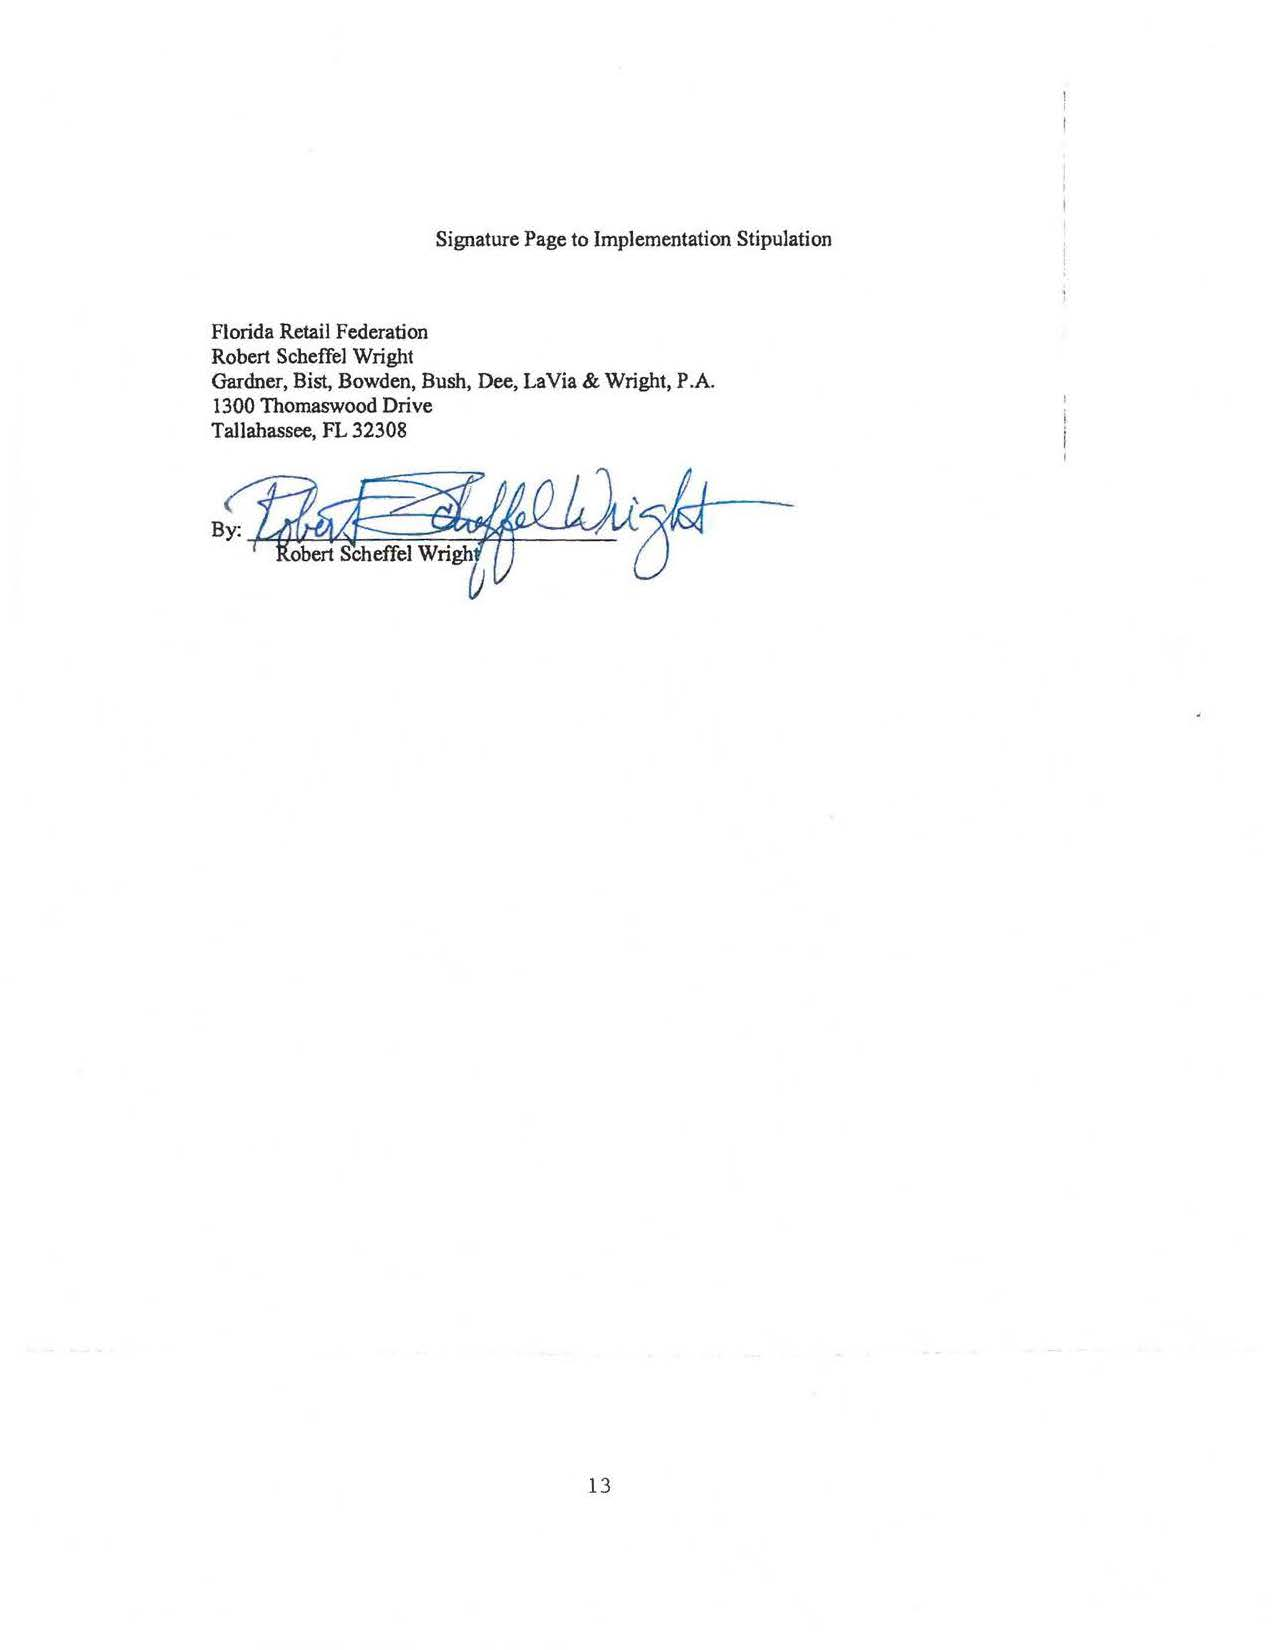 Signature Page to Implementation Stipulation
Florida Retail Federation
Robert Scheffel Wright
Gardner, Bist, Bowden, Bush, Dee, LaVia & Wright, P.A.
1300 Thomaswood Drive
Tallahassee, FL 32308
By: Robert Scheffel Wright
Robert Scheffel Wright
13